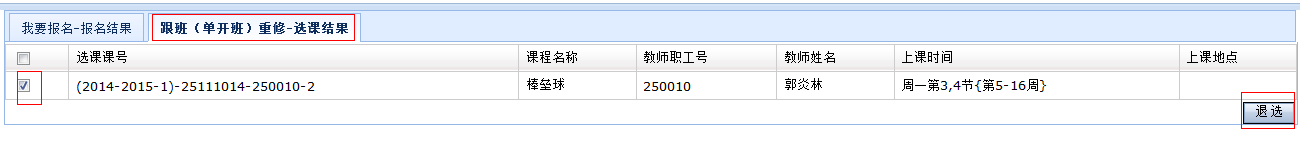 我要报名-报名结果 跟班（单开班）重修-选课结果
选课课号 课程名称 教师职工号 教师姓名 上课时间 上课地点
(2014-2015-1)-25111014-250010-2 棒垒球 250010 郭炎林 周一第3,4节{第5-16周}
退选